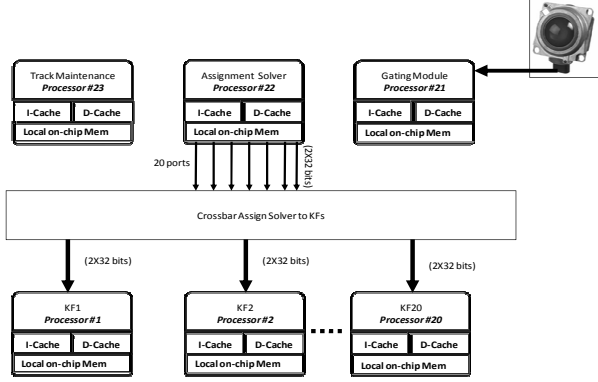 Track Maintenance
Processor #23
I-Cache
D-Cache
Local on-chip Mem
Assignment Solver
Processor #22
I-Cache
D-Cache
Local on-chip Mem
Gating Module
Processor #21
I-Cache
D-Cache
Local on-chip Mem
20 ports
(2X32 bits)
Crossbar Assign Solver to KFs
(2X32 bits)
(2X32 bits)
(2X32 bits)
KF1
Processor #1
I-Cache
D-Cache
Local on-chip Mem
KF2
Processor #2
I-Cache
D-Cache
Local on-chip Mem
KF20
Processor #20
I-Cache
D-Cache
Local on-chip Mem